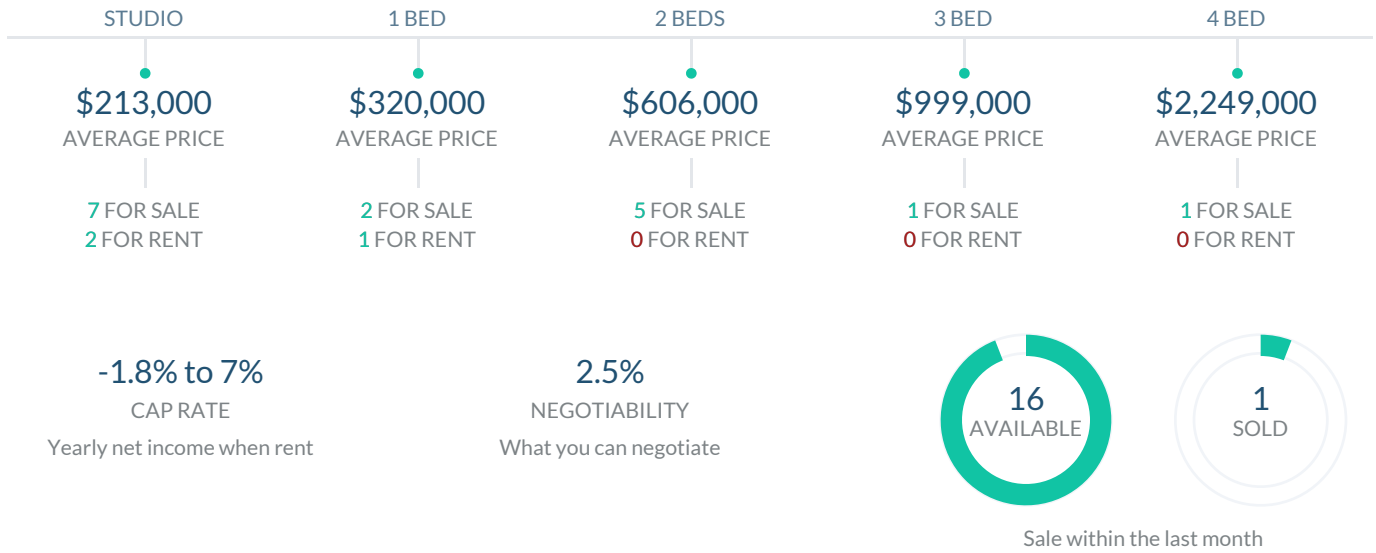 STUDIO
1 BED
2 BEDS
3 BED
4 BED
$213,000
$320,000
$606,000
$999,000
$2,249,000
AVERAGE PRICE
AVERAGE PRICE
AVERAGE PRICE
AVERAGE PRICE
AVERAGE PRICE
7 FOR SALE
2 FOR SALE
5 FOR SALE
1 FOR SALE
1 FOR SALE
2 FOR RENT
1 FOR RENT
0 FOR RENT
0 FOR RENT
0 FOR RENT
-1.8% to 7%
CAP RATE
Yearly net income when rent
2.5%
NEGOTIABILITY
What you can negotiate
16
AVAILABLE
1
SOLD
Sale within the last month